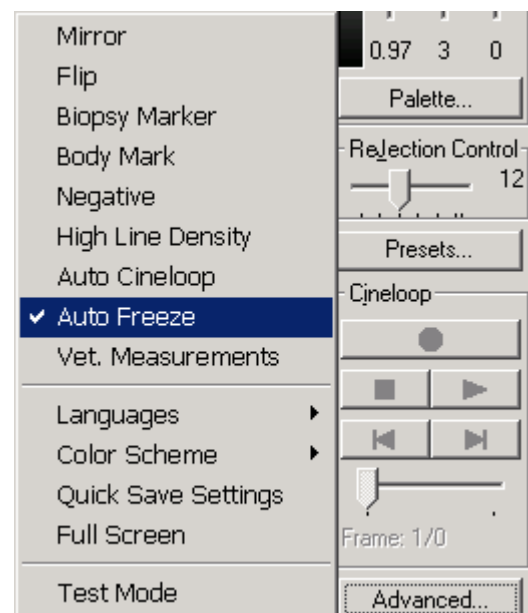 Mirror
Flip
Biopsy Marker
Body Mark
Negative
High Line Density
Auto Cineloop
Auto Freeze
Vet. Measurements
Languages
Color Scheme
Quick Save Settings
Full Screen
Test Mode
0.97 3 0
Palette...
Rejection Control
12
Presets...
Cineloop
Frame: 1/0
Advanced...